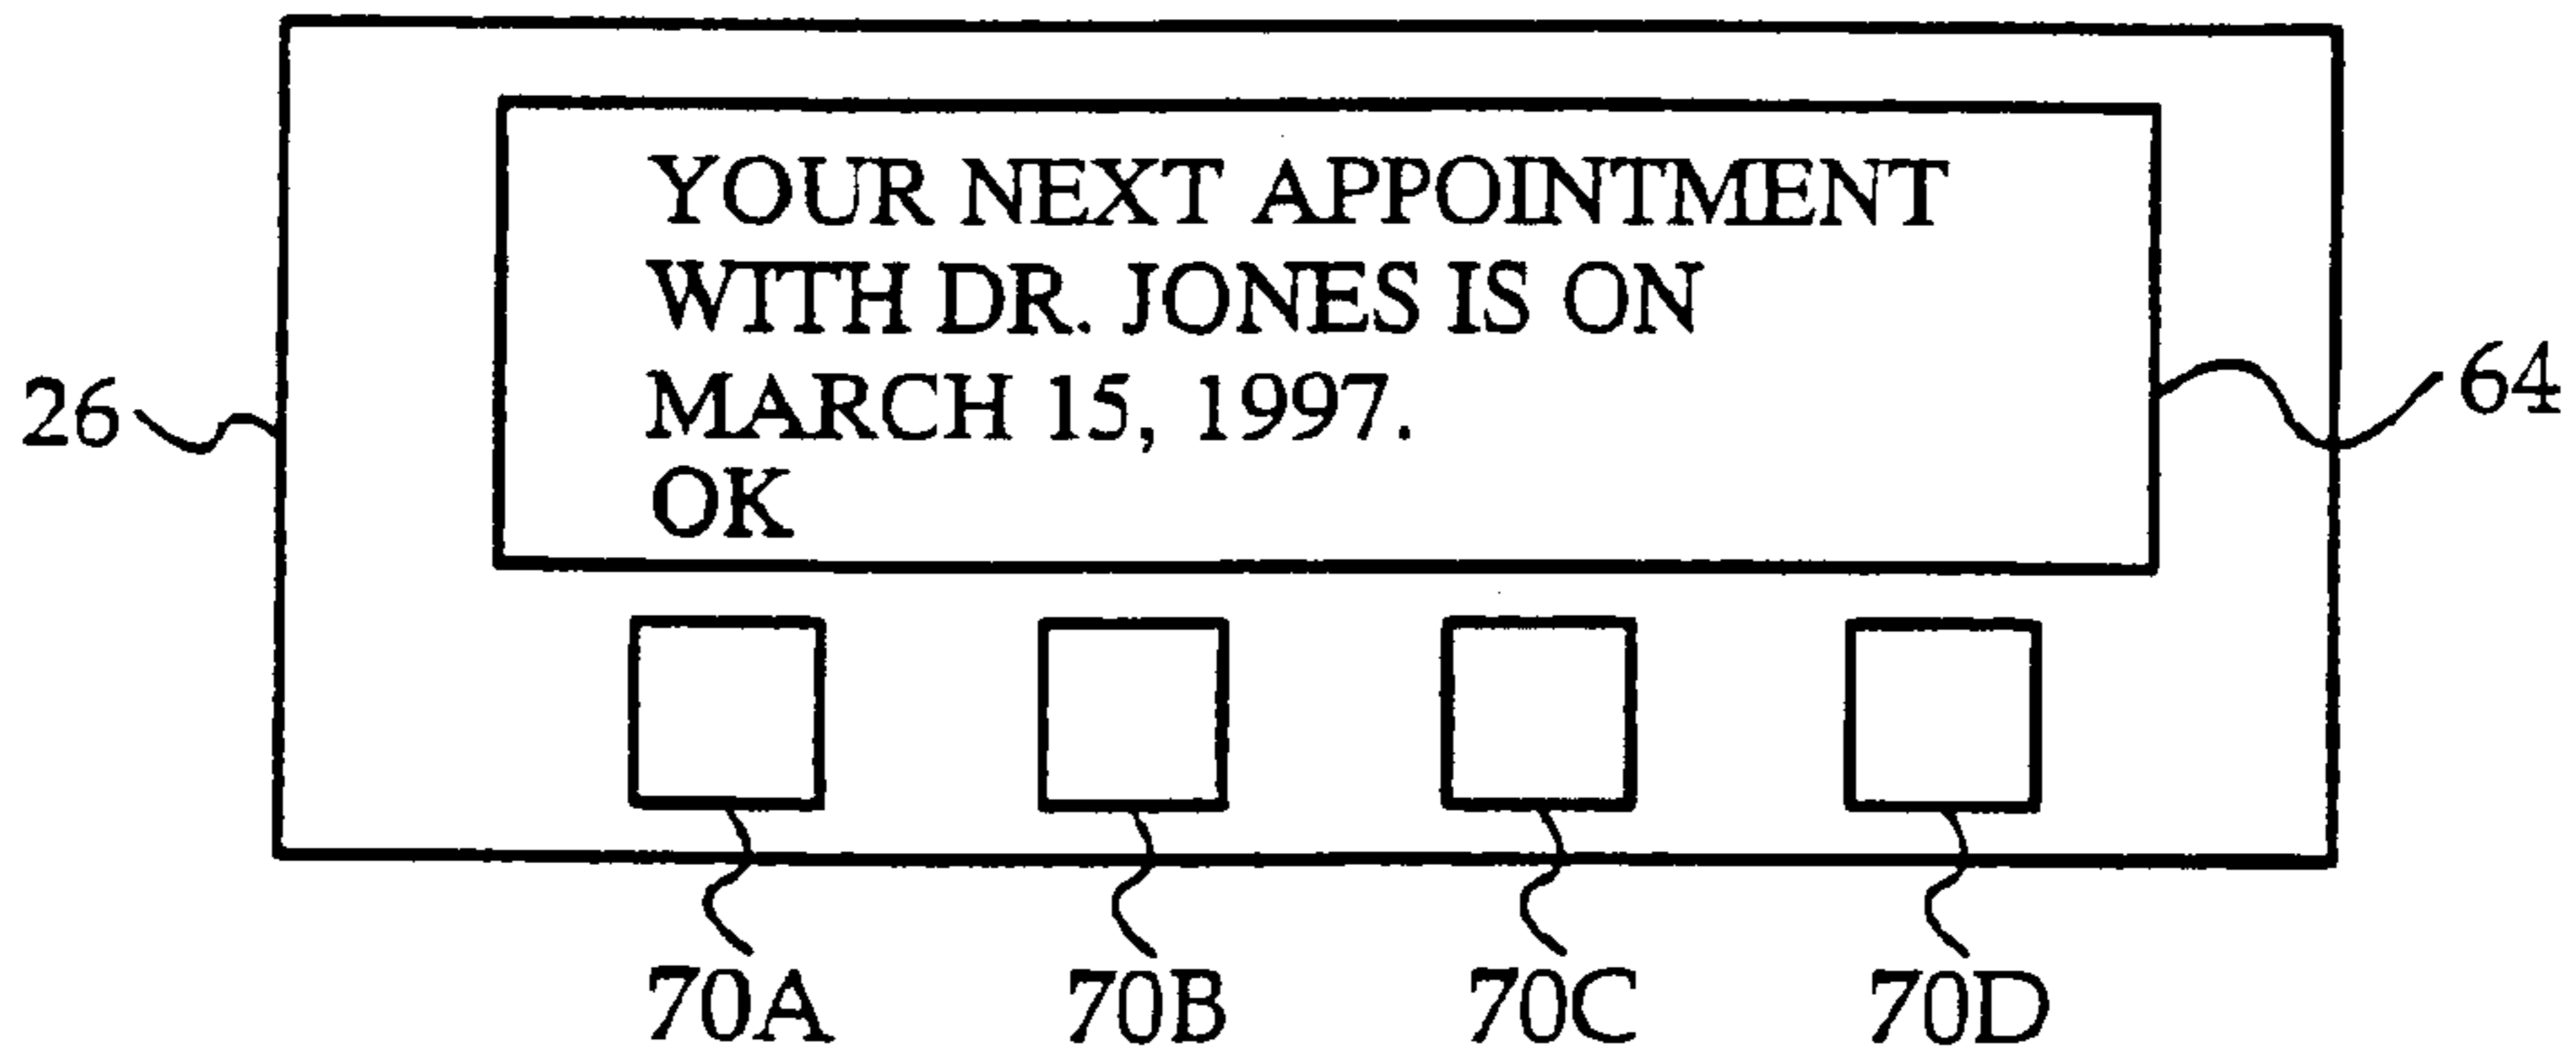 YOUR NEXT APPOINTMENT
WITH DR. JONES IS ON
MARCH 15, 1997.
OK
26
64
70A 70B 70C 70D